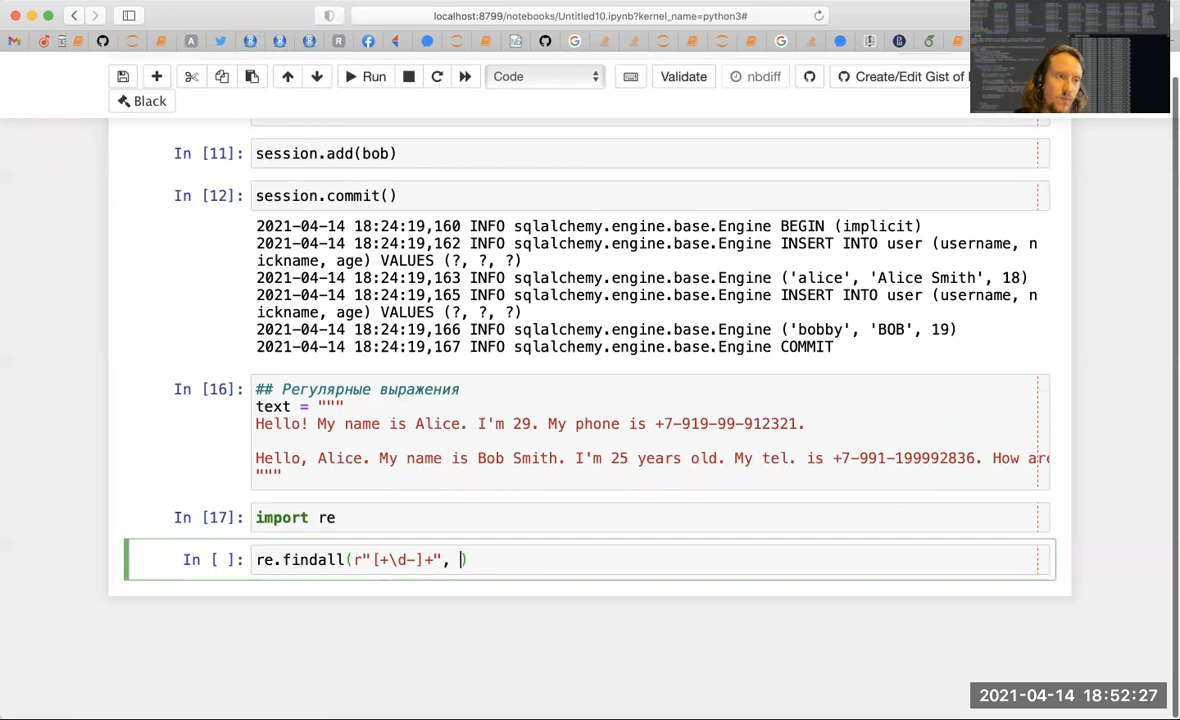 localhost:8799/notebooks/Untitled10.ipynb?kernel_name=python3#
Run
Code
Validate
nbdiff
Create/Edit Gist of
Black
In [11]: session.add(bob)
In [12]: session.commit()
2021-04-14 18:24:19,160 INFO sqlalchemy.engine.base.Engine BEGIN (implicit)
2021-04-14 18:24:19,162 INFO sqlalchemy.engine.base.Engine INSERT INTO user (username, n
ickname, age) VALUES (?, ?, ?)
2021-04-14 18:24:19,163 INFO sqlalchemy.engine.base.Engine ('alice', 'Alice Smith', 18)
2021-04-14 18:24:19,165 INFO sqlalchemy.engine.base.Engine INSERT INTO user (username, n
ickname, age) VALUES (?, ?, ?)
2021-04-14 18:24:19,166 INFO sqlalchemy.engine.base.Engine ('bobby', 'BOB', 19)
2021-04-14 18:24:19,167 INFO sqlalchemy.engine.base.Engine COMMIT
In [16]: ## Регулярные выражения
text = """
Hello! My name is Alice. I'm 29. My phone is +7-919-99-912321.
Hello, Alice. My name is Bob Smith. I'm 25 years old. My tel. is +7-991-199992836. How are
"""
In [17]: import re
In [ ]: re.findall(r"[+\d-]+", )
2021-04-14 18:52:27